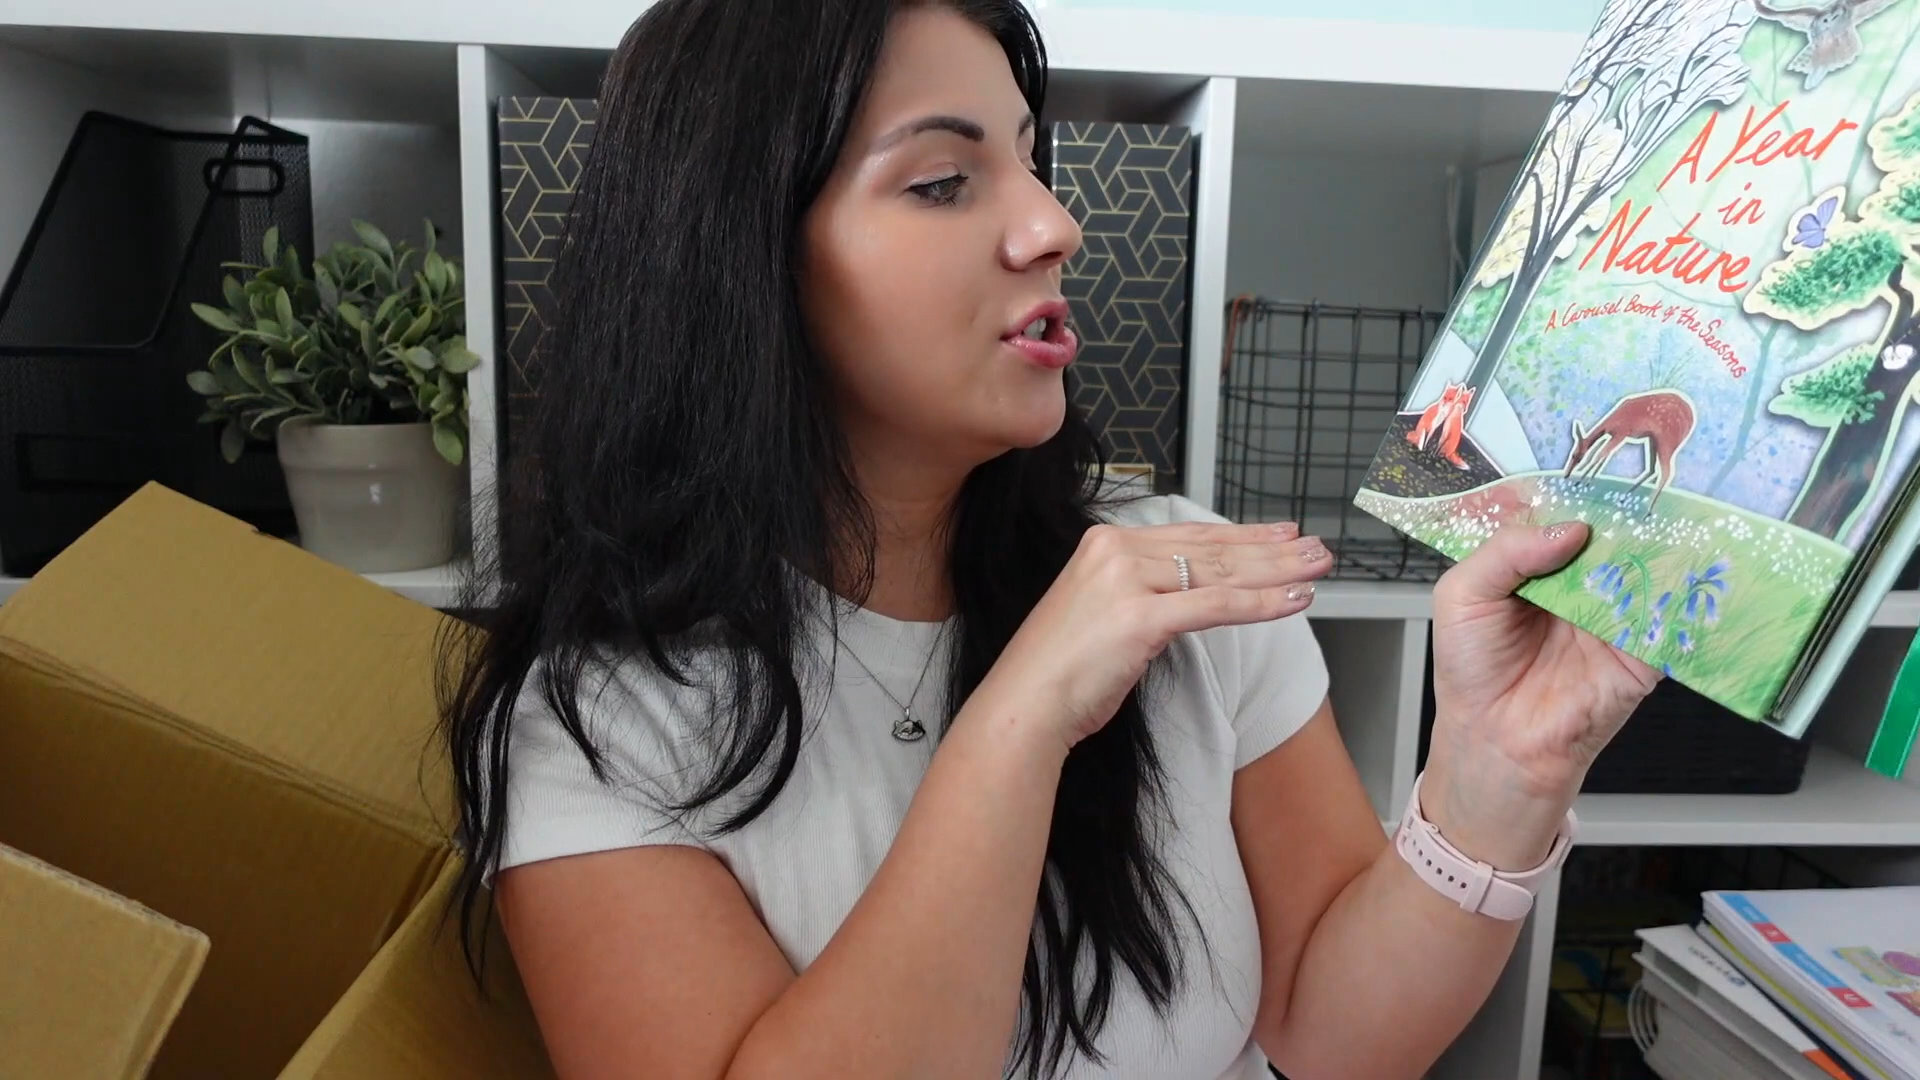 A Year
in
Nature
A Carousel Book of the Seasons